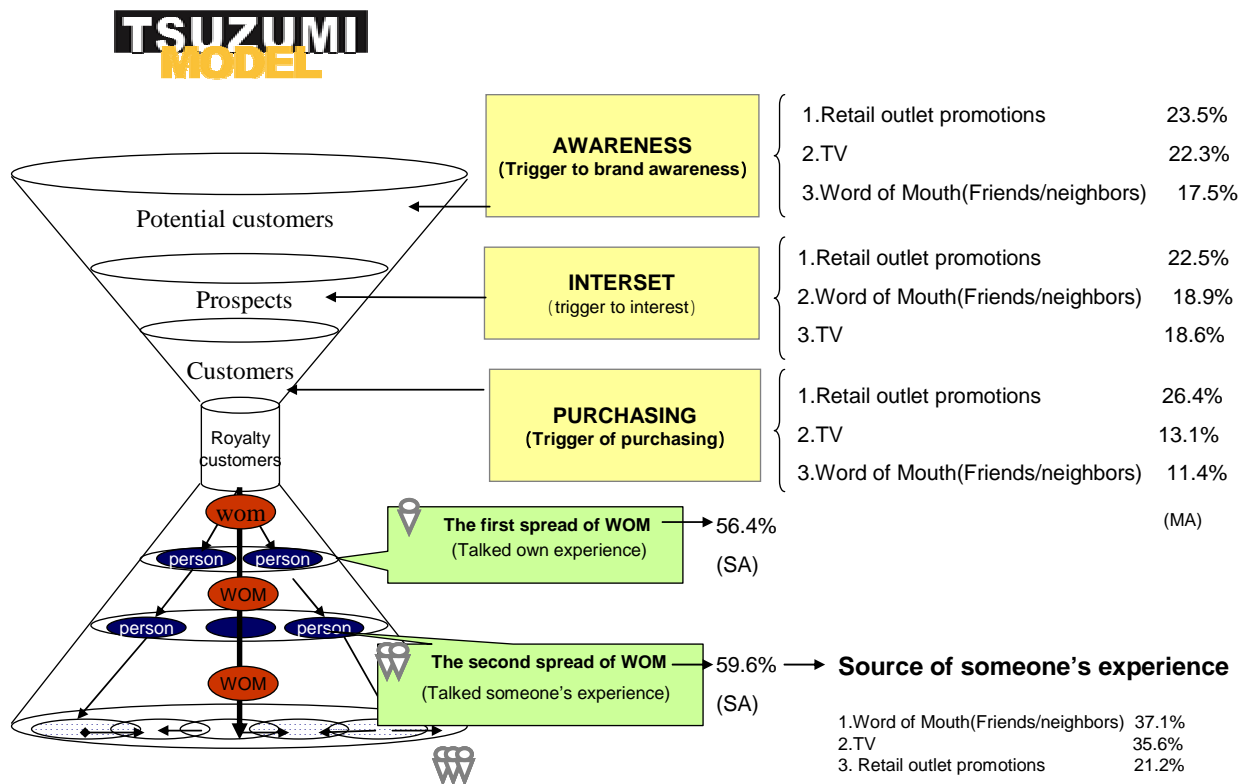 TSUZUMI
MODEL
AWARENESS
(Trigger to brand awareness)
1.Retail outlet promotions 23.5%
2.TV 22.3%
3.Word of Mouth(Friends/neighbors) 17.5%
Potential customers
INTERSET
(trigger to interest)
1.Retail outlet promotions 22.5%
2.Word of Mouth(Friends/neighbors) 18.9%
3.TV 18.6%
Prospects
Customers
PURCHASING
(Trigger of purchasing)
1.Retail outlet promotions 26.4%
2.TV 13.1%
3.Word of Mouth(Friends/neighbors) 11.4%
(MA)
Royalty
customers
wom
The first spread of WOM
(Talked own experience)
56.4%
(SA)
person person
WOM
person person
The second spread of WOM
(Talked someone's experience)
59.6%
(SA)
Source of someone's experience
WOM
1.Word of Mouth(Friends/neighbors) 37.1%
2.TV 35.6%
3. Retail outlet promotions 21.2%